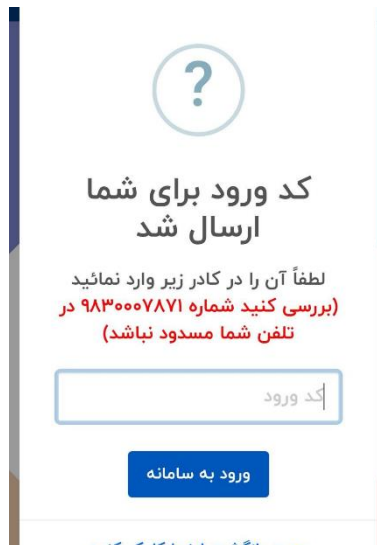 ?
کد ورود برای شما
ارسال شد
لطفاً آن را در کادر زیر وارد نمائید
(بررسی کنید شماره ۹۸۳۰۰۰۷۸۷۱ در
تلفن شما مسدود نباشد)
کد ورود
ورود به سامانه